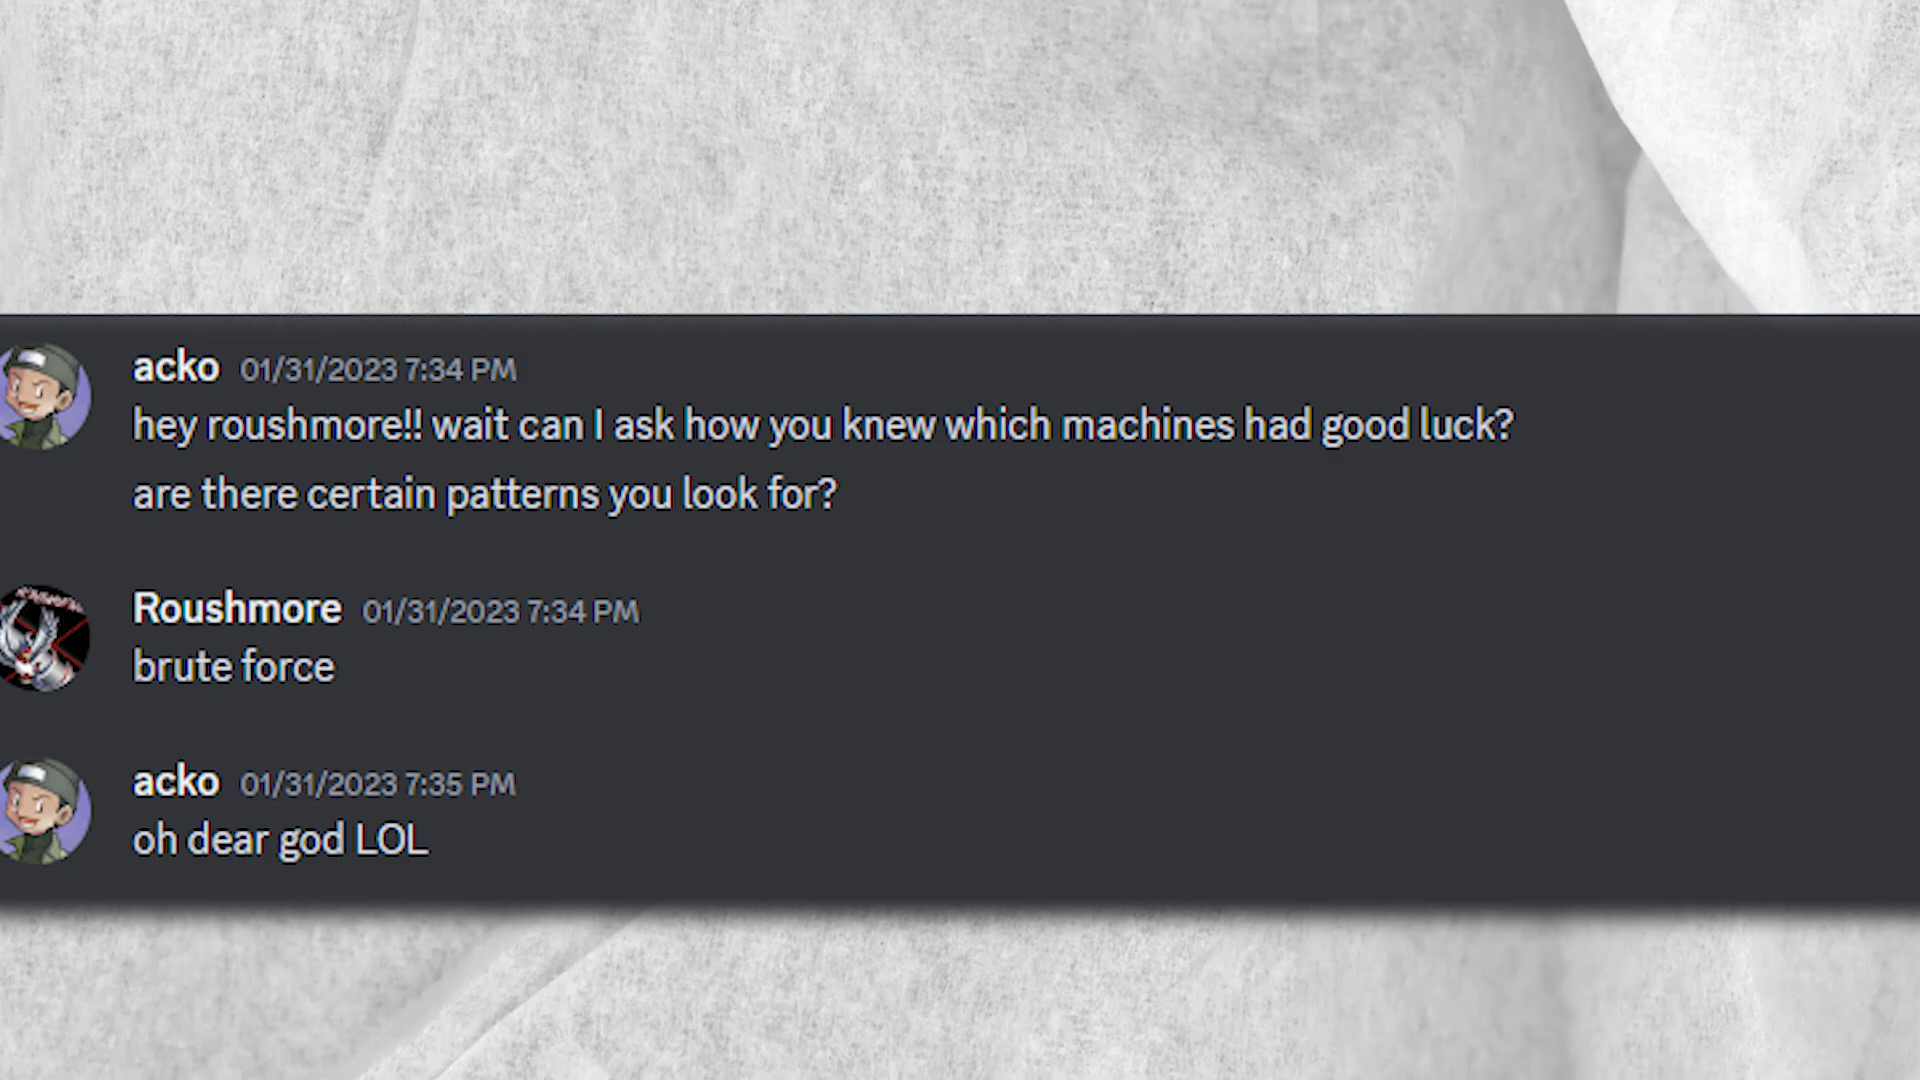 acko 01/31/2023 7:34 PM
hey roushmore!! wait can I ask how you knew which machines had good luck?
are there certain patterns you look for?
Roushmore 01/31/2023 7:34 PM
brute force
acko 01/31/2023 7:35 PM
oh dear god LOL